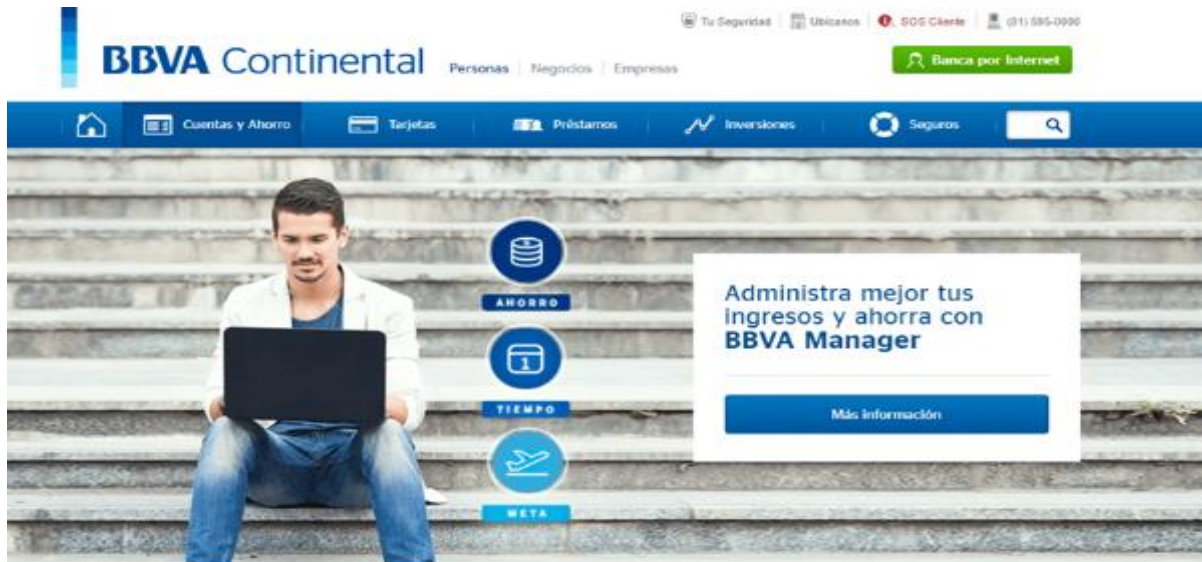 Tu Seguridad Ubícanos SOS Cliente (01) 595-0000
BBVA Continental Personas Negocios Empresas Banca por Internet
Cuentas y Ahorro Tarjetas Préstamos Inversiones Seguros
AHORRO
Administra mejor tus
ingresos y ahorra con
BBVA Manager
1
TIEMPO
Más información
META